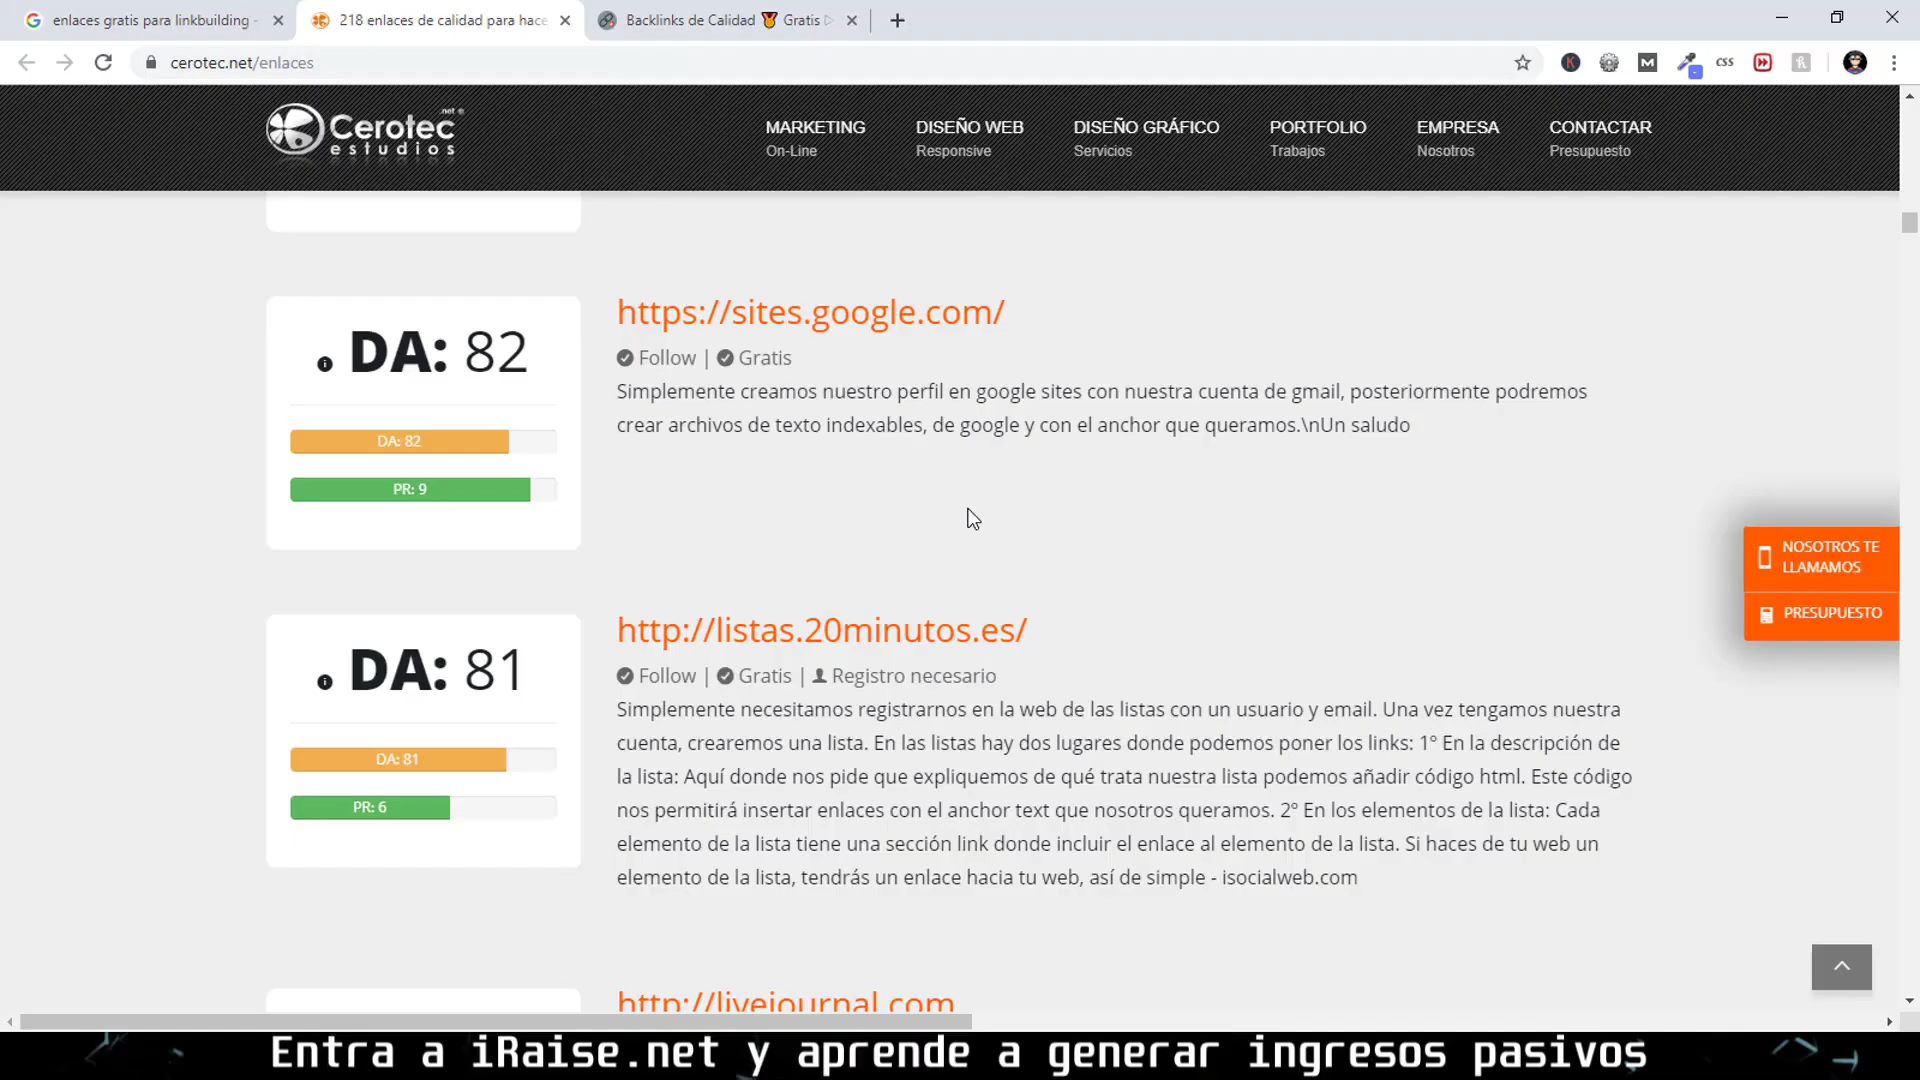 enlaces gratis para linkbuilding -
218 enlaces de calidad para hace
Backlinks de Calidad 🏅 Gratis ▷
cerotec.net/enlaces
CSS
Cerotec .net ®
estudios
MARKETING
On-Line
DISEÑO WEB
Responsive
DISEÑO GRÁFICO
Servicios
PORTFOLIO
Trabajos
EMPRESA
Nosotros
CONTACTAR
Presupuesto
DA: 82
DA: 82
PR: 9
https://sites.google.com/
Follow | Gratis
Simplemente creamos nuestro perfil en google sites con nuestra cuenta de gmail, posteriormente podremos
crear archivos de texto indexables, de google y con el anchor que queramos.\nUn saludo
NOSOTROS TE
LLAMAMOS
PRESUPUESTO
DA: 81
DA: 81
PR: 6
http://listas.20minutos.es/
Follow | Gratis | Registro necesario
Simplemente necesitamos registrarnos en la web de las listas con un usuario y email. Una vez tengamos nuestra
cuenta, crearemos una lista. En las listas hay dos lugares donde podemos poner los links: 1º En la descripción de
la lista: Aquí donde nos pide que expliquemos de qué trata nuestra lista podemos añadir código html. Este código
nos permitirá insertar enlaces con el anchor text que nosotros queramos. 2º En los elementos de la lista: Cada
elemento de la lista tiene una sección link donde incluir el enlace al elemento de la lista. Si haces de tu web un
elemento de la lista, tendrás un enlace hacia tu web, así de simple - isocialweb.com
http://livejournal.com
Entra a iRaise.net y aprende a generar ingresos pasivos